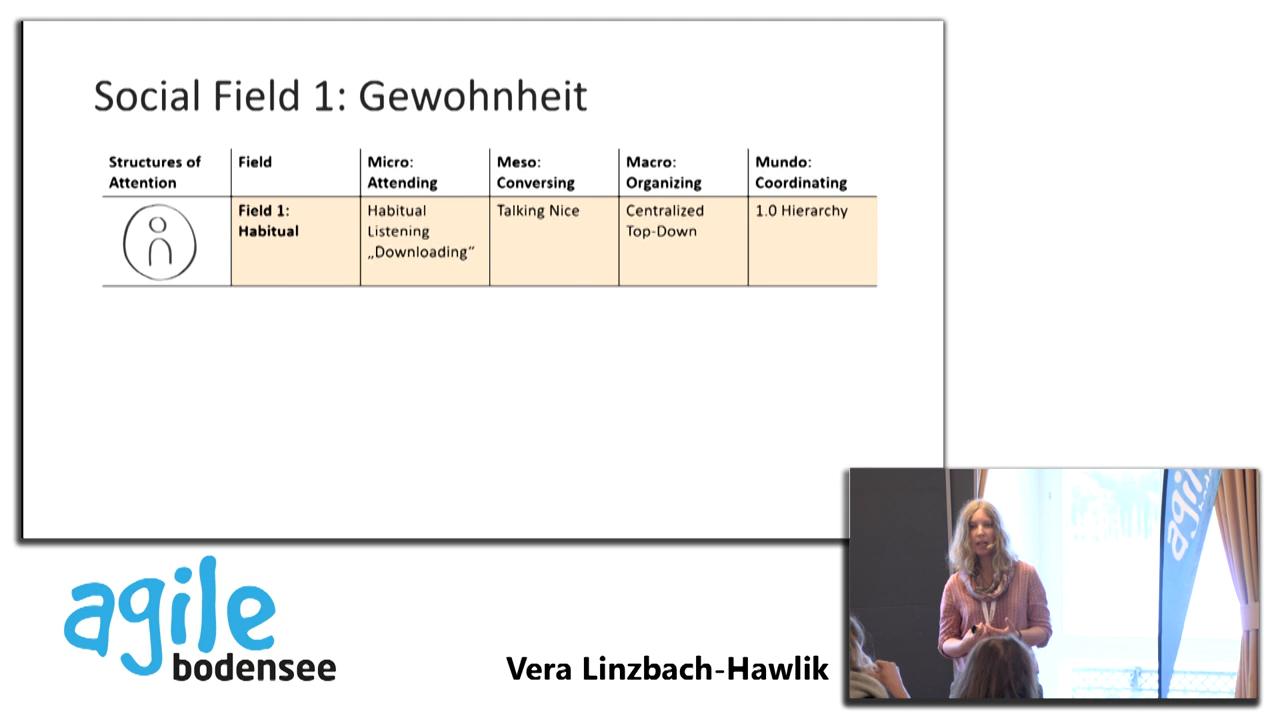 Social Field 1: Gewohnheit
Structures of Attention
Field
Micro: Attending
Meso: Conversing
Macro: Organizing
Mundo: Coordinating
Field 1: Habitual
Habitual Listening „Downloading“
Talking Nice
Centralized Top-Down
1.0 Hierarchy
agile
bodensee
Vera Linzbach-Hawlik
agile